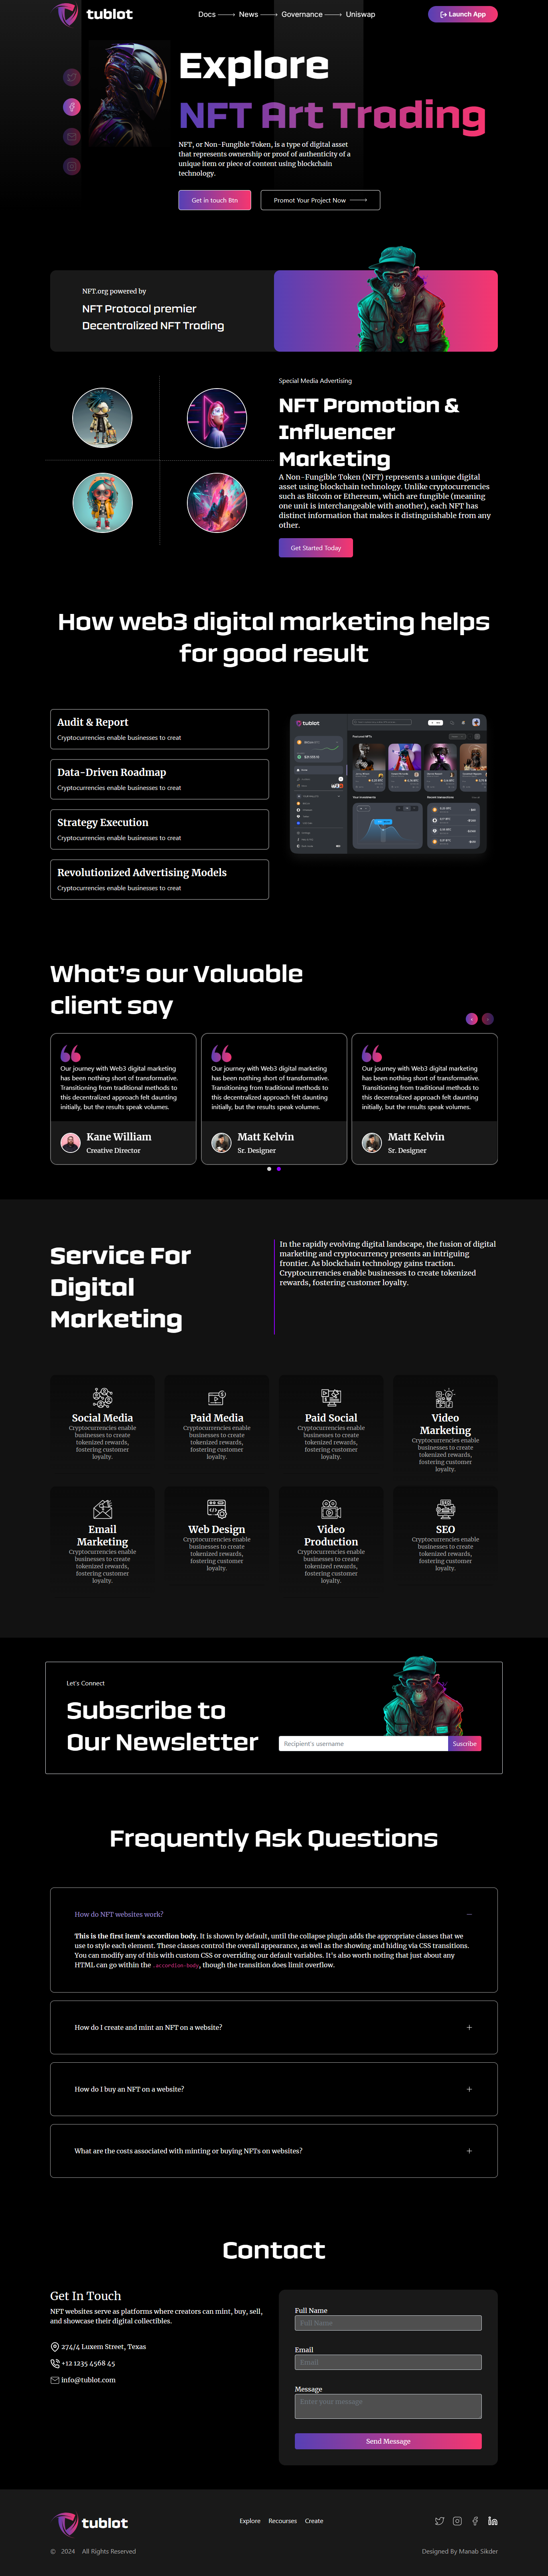 tublot
Docs
News
Governance
Uniswap
Launch App
Explore
NFT Art Trading
NFT, or Non-Fungible Token, is a type of digital asset
that represents ownership or proof of authenticity of a
unique item or piece of content using blockchain
technology.
Get in touch Btn
Promot Your Project Now
NFT.org powered by
NFT Protocol premier
Decentralized NFT Trading
Special Media Advertising
NFT Promotion &
Influencer
Marketing
A Non-Fungible Token (NFT) represents a unique digital
asset using blockchain technology. Unlike cryptocurrencies
such as Bitcoin or Ethereum, which are fungible (meaning
one unit is interchangeable with another), each NFT has
distinct information that makes it distinguishable from any
other.
Get Started Today
How web3 digital marketing helps
for good result
Audit & Report
Cryptocurrencies enable businesses to creat
Data-Driven Roadmap
Cryptocurrencies enable businesses to creat
Strategy Execution
Cryptocurrencies enable businesses to creat
Revolutionized Advertising Models
Cryptocurrencies enable businesses to creat
tublot
Featured NFTs
What's our Valuable
client say
Our journey with Web3 digital marketing
has been nothing short of transformative.
Transitioning from traditional methods to
this decentralized approach felt daunting
initially, but the results speak volumes.
Kane William
Creative Director
Our journey with Web3 digital marketing
has been nothing short of transformative.
Transitioning from traditional methods to
this decentralized approach felt daunting
initially, but the results speak volumes.
Matt Kelvin
Sr. Designer
Our journey with Web3 digital marketing
has been nothing short of transformative.
Transitioning from traditional methods to
this decentralized approach felt daunting
initially, but the results speak volumes.
Matt Kelvin
Sr. Designer
Service For
Digital
Marketing
In the rapidly evolving digital landscape, the fusion of digital
marketing and cryptocurrency presents an intriguing
frontier. As blockchain technology gains traction.
Cryptocurrencies enable businesses to create tokenized
rewards, fostering customer loyalty.
Social Media
Cryptocurrencies enable
businesses to create
tokenized rewards,
fostering customer
loyalty.
Paid Media
Cryptocurrencies enable
businesses to create
tokenized rewards,
fostering customer
loyalty.
Paid Social
Cryptocurrencies enable
businesses to create
tokenized rewards,
fostering customer
loyalty.
Video
Marketing
Cryptocurrencies enable
businesses to create
tokenized rewards,
fostering customer
loyalty.
Email
Marketing
Cryptocurrencies enable
businesses to create
tokenized rewards,
fostering customer
loyalty.
Web Design
Cryptocurrencies enable
businesses to create
tokenized rewards,
fostering customer
loyalty.
Video
Production
Cryptocurrencies enable
businesses to create
tokenized rewards,
fostering customer
loyalty.
SEO
Cryptocurrencies enable
businesses to create
tokenized rewards,
fostering customer
loyalty.
Let's Connect
Subscribe to
Our Newsletter
Recipient's username
Suscribe
Frequently Ask Questions
How do NFT websites work?
This is the first item's accordion body. It is shown by default, until the collapse plugin adds the appropriate classes that we
use to style each element. These classes control the overall appearance, as well as the showing and hiding via CSS transitions.
You can modify any of this with custom CSS or overriding our default variables. It's also worth noting that just about any
HTML can go within the .accordion-body, though the transition does limit overflow.
How do I create and mint an NFT on a website?
How do I buy an NFT on a website?
What are the costs associated with minting or buying NFTs on websites?
Contact
Get In Touch
NFT websites serve as platforms where creators can mint, buy, sell,
and showcase their digital collectibles.
274/4 Luxem Street, Texas
+12 1235 4568 45
info@tublot.com
Full Name
Full Name
Email
Email
Message
Enter your message
Send Message
tublot
Explore
Recourses
Create
© 2024 All Rights Reserved
Designed By Manab Sikder